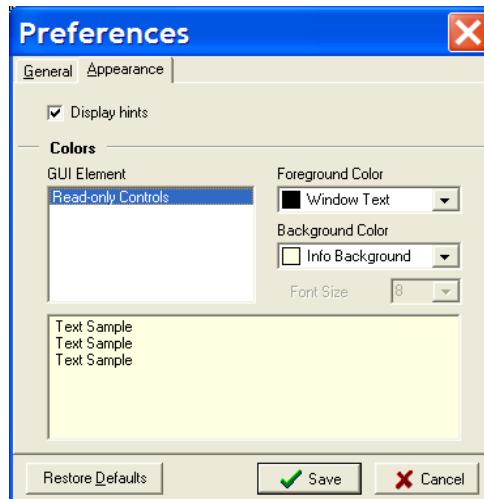 Preferences
General Appearance
Display hints
Colors
GUI Element
Read-only Controls
Foreground Color
Window Text
Background Color
Info Background
Font Size 8
Text Sample
Text Sample
Text Sample
Restore Defaults Save Cancel